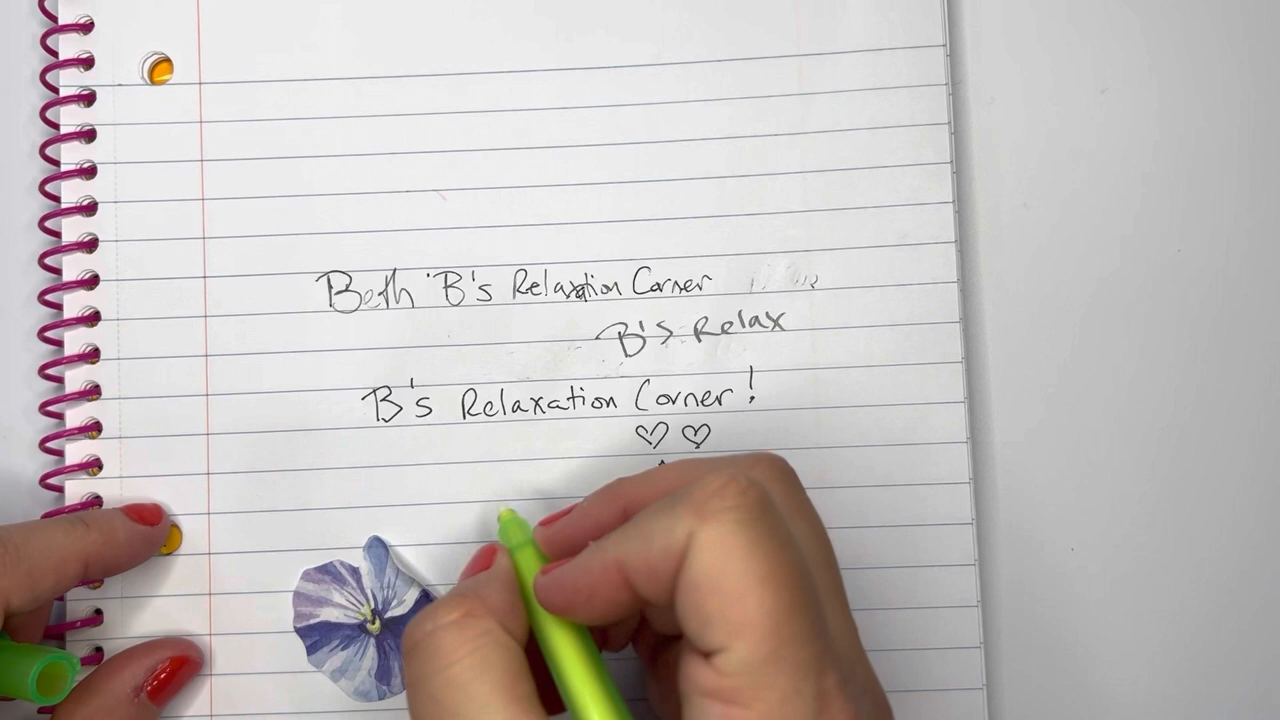 Beth B's Relaxation Corner
B's Relax
B's Relaxation Corner!